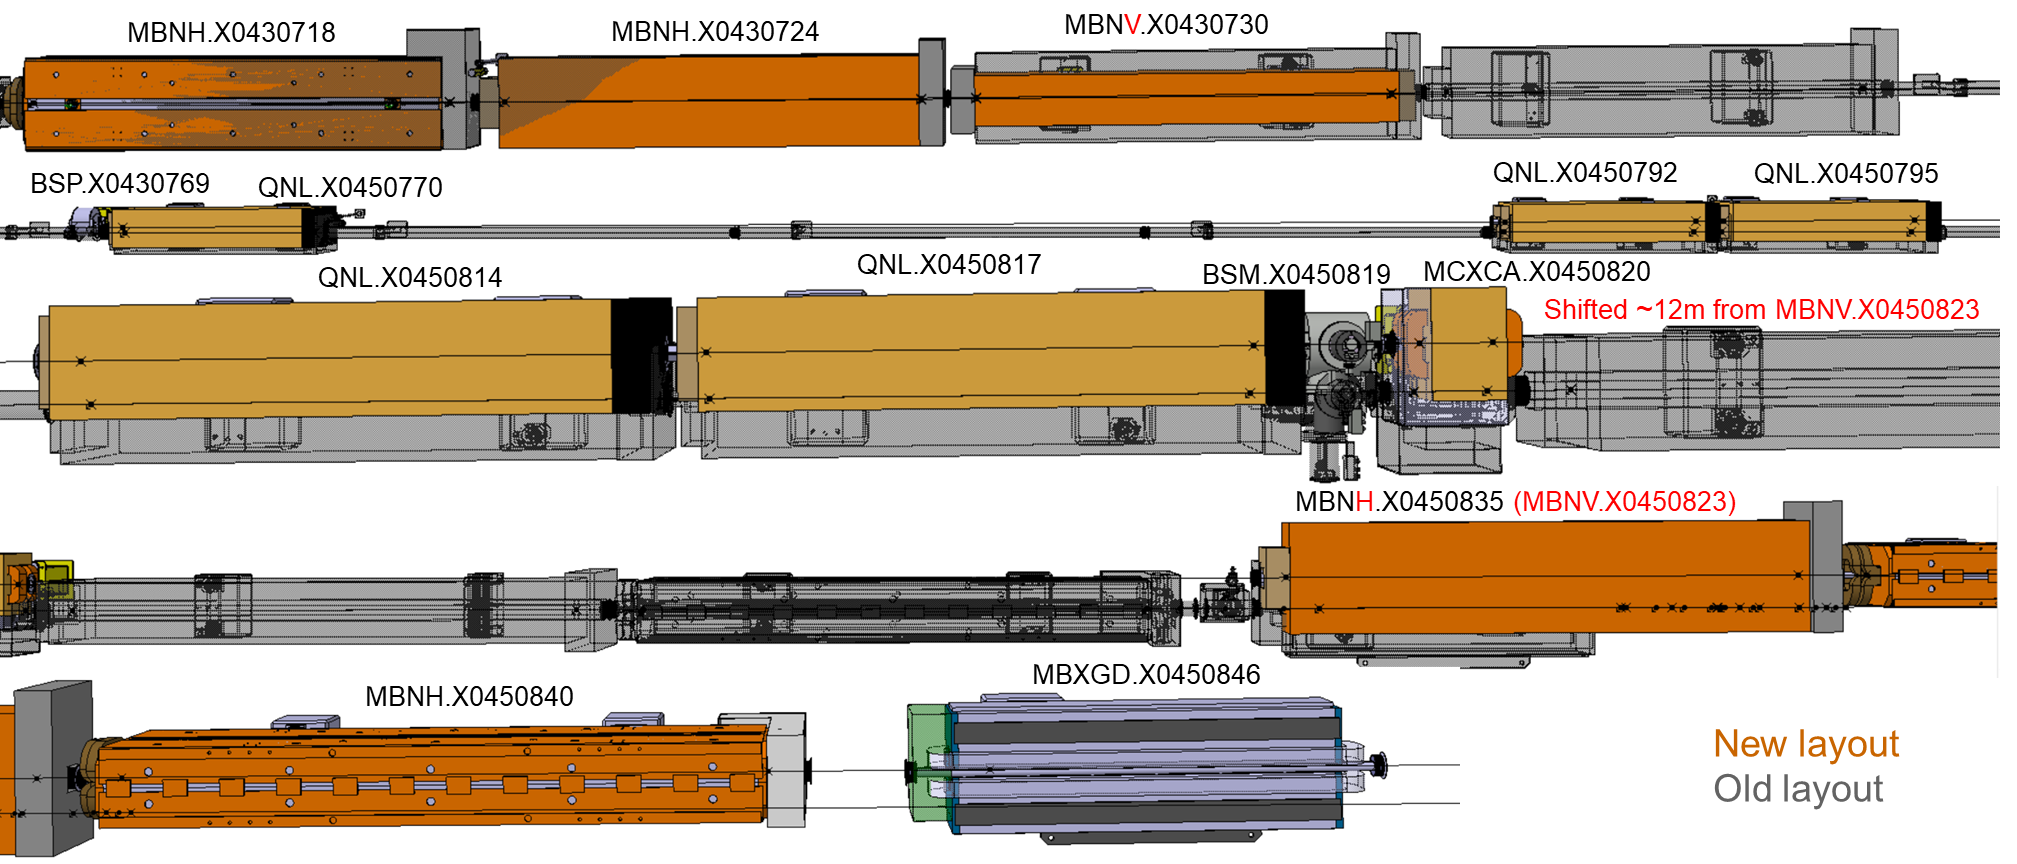 MBNH.X0430718
MBNH.X0430724
MBNV.X0430730
BSP.X0430769
QNL.X0450770
QNL.X0450792
QNL.X0450795
QNL.X0450814
QNL.X0450817
BSM.X0450819
MCXCA.X0450820
Shifted ~12m from MBNV.X0450823
MBNH.X0450835 (MBNV.X0450823)
MBNH.X0450840
MBXGD.X0450846
New layout
Old layout